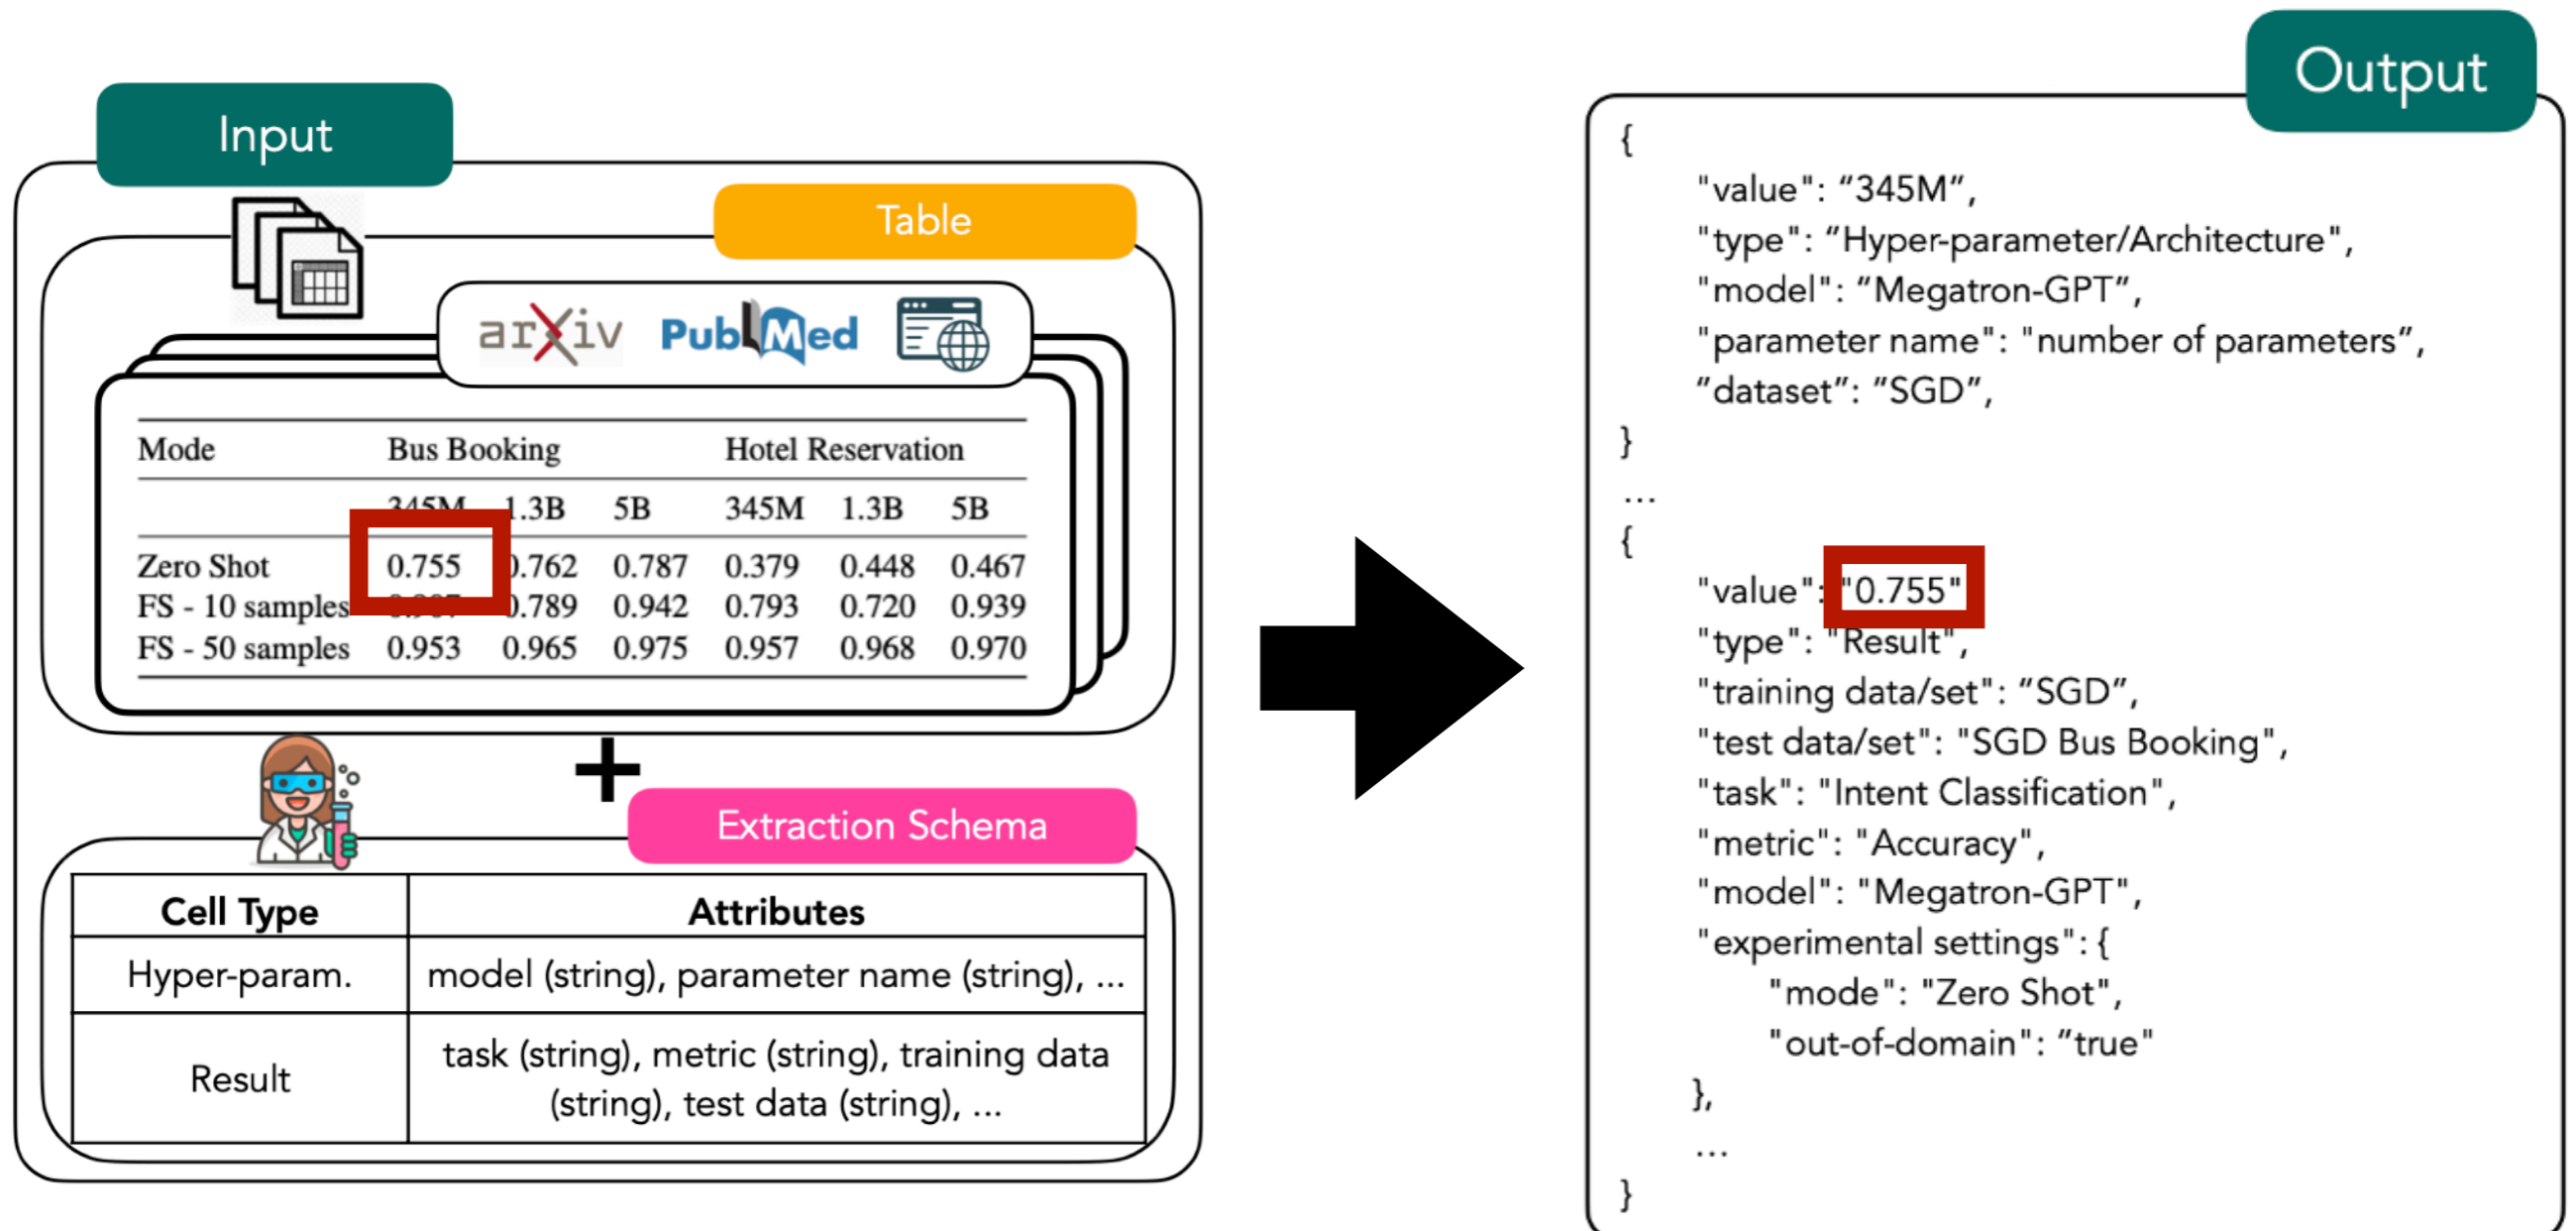 Input
Table
arXiv PubMed
Mode Bus Booking Hotel Reservation
345M 1.3B 5B 345M 1.3B 5B
Zero Shot 0.755 0.762 0.787 0.379 0.448 0.467
FS - 10 samples 0.789 0.942 0.793 0.720 0.939
FS - 50 samples 0.953 0.965 0.975 0.957 0.968 0.970
+
Extraction Schema
Cell Type Attributes
Hyper-param. model (string), parameter name (string), ...
Result task (string), metric (string), training data
(string), test data (string), ...
Output
{
"value": “345M”,
"type": “Hyper-parameter/Architecture",
"model": “Megatron-GPT”,
"parameter name": "number of parameters”,
”dataset”: “SGD”,
}
...
{
"value": "0.755"
"type": "Result",
"training data/set": “SGD”,
"test data/set": "SGD Bus Booking",
"task": "Intent Classification",
"metric": "Accuracy",
"model": "Megatron-GPT",
"experimental settings": {
"mode": "Zero Shot",
"out-of-domain": “true"
},
...
}